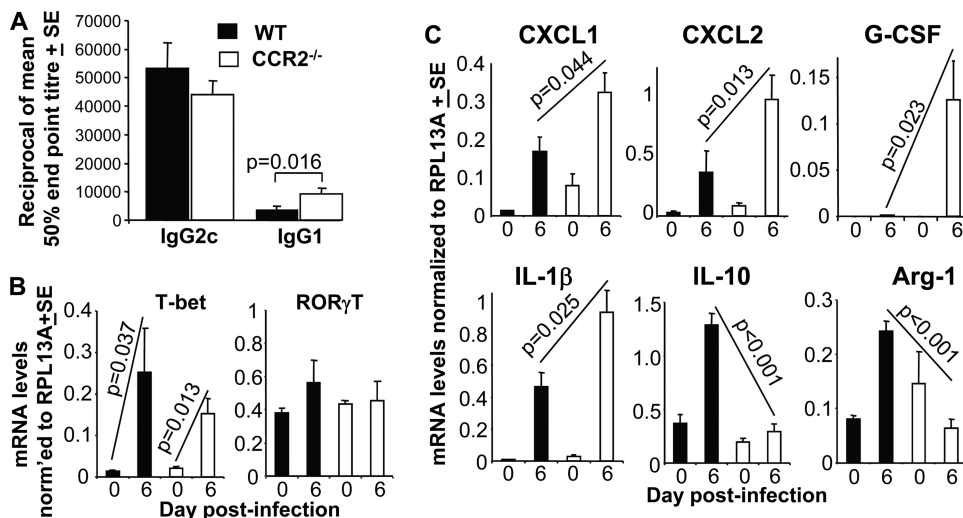 A
Reciprocal of mean
50% end point titre ± SE
70000
60000
50000
40000
30000
20000
10000
0
WT
CCR2-/-
p=0.016
IgG2c
IgG1
B
T-bet
RORγT
mRNA levels
norm'ed to RPL13A±SE
0.4
0.3
0.2
0.1
0
p=0.037
p=0.013
0 6 0 6
1
0.8
0.6
0.4
0.2
0
0 6 0 6
Day post-infection
C
mRNA levels normalized to RPL13A ± SE
CXCL1
0.4
0.3
0.2
0.1
0
p=0.044
0 6 0 6
CXCL2
1
0.5
0
p=0.013
0 6 0 6
G-CSF
0.15
0.1
0.05
0
p=0.023
0 6 0 6
IL-1β
1
0.8
0.6
0.4
0.2
0
p=0.025
0 6 0 6
IL-10
1.5
1.0
0.5
0
p<0.001
0 6 0 6
Arg-1
0.3
0.2
0.1
0
p<0.001
0 6 0 6
Day post-infection